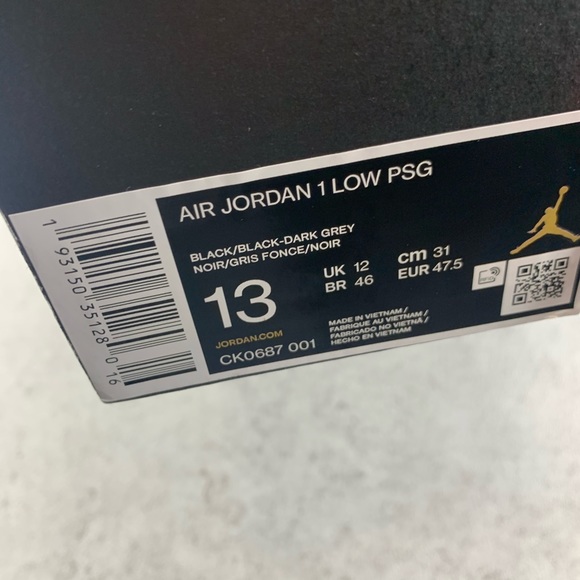 AIR JORDAN 1 LOW PSG
BLACK/BLACK-DARK GREY
NOIR/GRIS FONCE/NOIR
13
UK 12
BR 46
cm 31
EUR 47.5
JORDAN.COM
CK0687 001
MADE IN VIETNAM/
FABRIQUE AU VIETNAM/
FABRICADO NO VIETNÃ/
HECHO EN VIETNAM
1 93150 35128 016